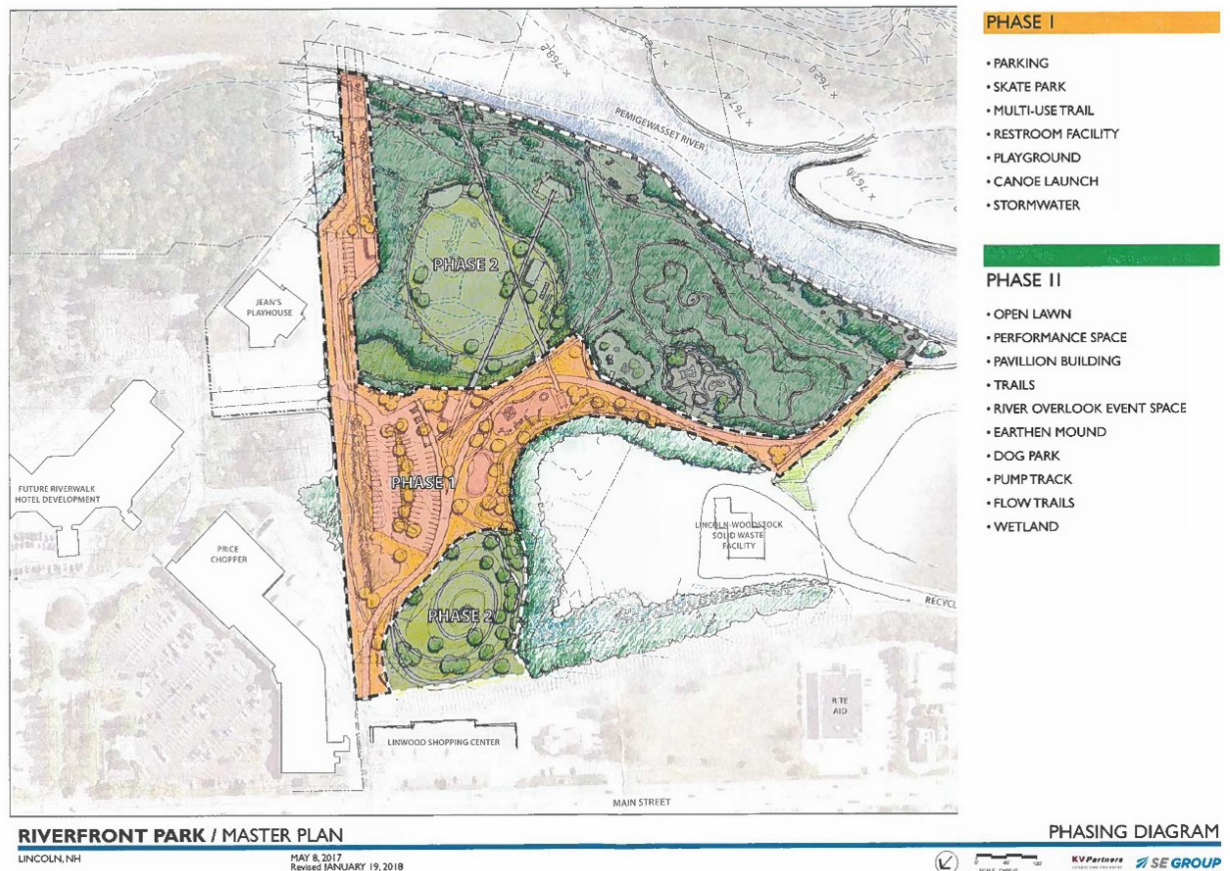 PHASE I
• PARKING
• SKATE PARK
• MULTI-USE TRAIL
• RESTROOM FACILITY
• PLAYGROUND
• CANOE LAUNCH
• STORMWATER
PHASE II
• OPEN LAWN
• PERFORMANCE SPACE
• PAVILLION BUILDING
• TRAILS
• RIVER OVERLOOK EVENT SPACE
• EARTHEN MOUND
• DOG PARK
• PUMP TRACK
• FLOW TRAILS
• WETLAND
PEMIGEWASSET RIVER
PHASE 2
JEAN'S
PLAYHOUSE
PHASE 1
FUTURE RIVERWALK
HOTEL DEVELOPMENT
LINCOLN-WOODSTOCK
SOLID WASTE
FACILITY
PRICE
CHOPPER
RECYCL
PHASE 2
RITE
AID
LINWOOD SHOPPING CENTER
MAIN STREET
RIVERFRONT PARK / MASTER PLAN
PHASING DIAGRAM
LINCOLN, NH
MAY 8, 2017
Revised JANUARY 19, 2018
KVPartners
SE GROUP